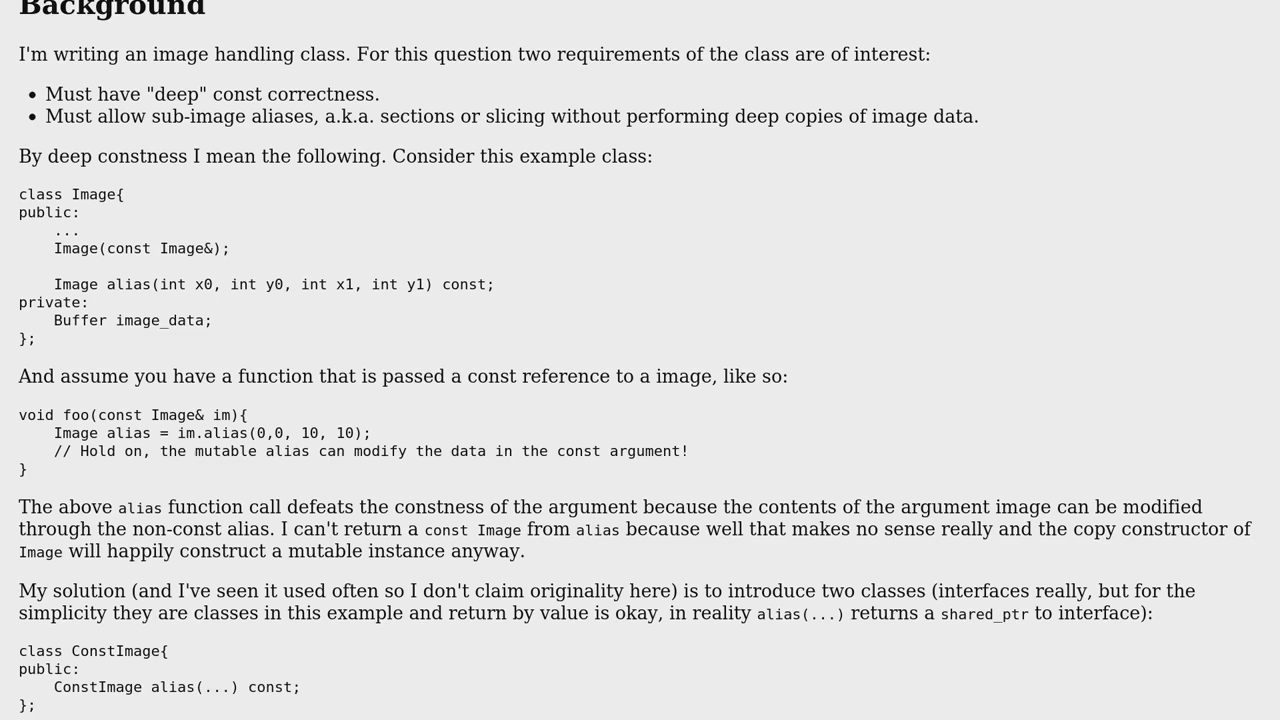 Background
I'm writing an image handling class. For this question two requirements of the class are of interest:
• Must have "deep" const correctness.
• Must allow sub-image aliases, a.k.a. sections or slicing without performing deep copies of image data.
By deep constness I mean the following. Consider this example class:
class Image{
public:
    ...
    Image(const Image&);
    Image alias(int x0, int y0, int x1, int y1) const;
private:
    Buffer image_data;
};
And assume you have a function that is passed a const reference to a image, like so:
void foo(const Image& im){
    Image alias = im.alias(0,0, 10, 10);
    // Hold on, the mutable alias can modify the data in the const argument!
}
The above alias function call defeats the constness of the argument because the contents of the argument image can be modified
through the non-const alias. I can't return a const Image from alias because well that makes no sense really and the copy constructor of
Image will happily construct a mutable instance anyway.
My solution (and I've seen it used often so I don't claim originality here) is to introduce two classes (interfaces really, but for the
simplicity they are classes in this example and return by value is okay, in reality alias(...) returns a shared_ptr to interface):
class ConstImage{
public:
    ConstImage alias(...) const;
};